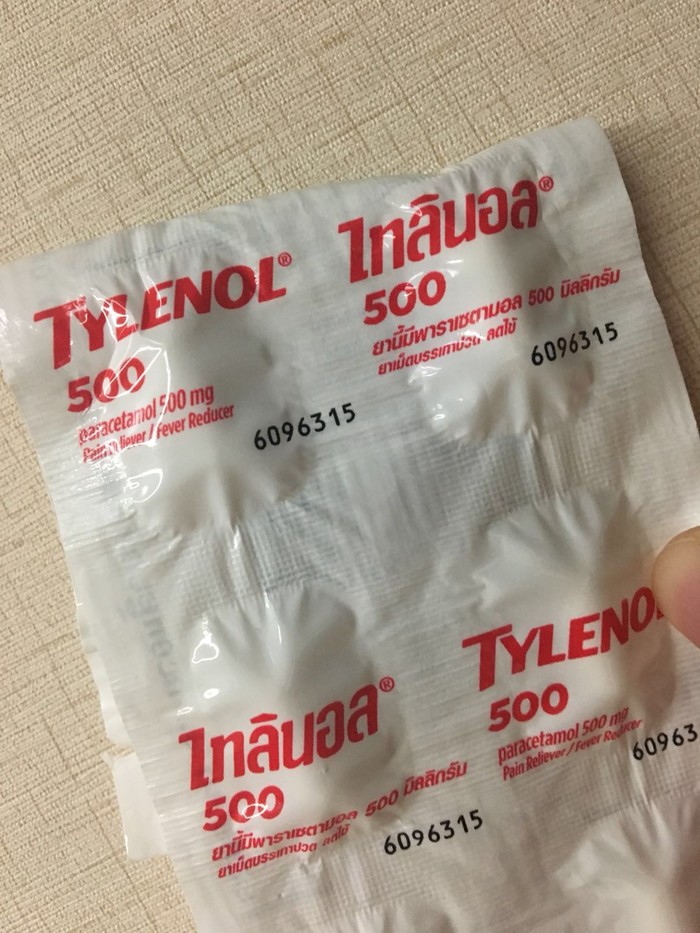 TYLENOL®
500
paracetamol 500 mg
Pain Reliever / Fever Reducer
6096315
ไทลินอล®
500
ยานี้มีพาราเซตามอล 500 มิลลิกรัม
ยาเม็ดบรรเทาปวด ลดไข้
6096315
ไทลินอล®
500
ยานี้มีพาราเซตามอล 500 มิลลิกรัม
ยาเม็ดบรรเทาปวด ลดไข้
6096315
TYLENOL
500
paracetamol 500 mg
Pain Reliever / Fever Reducer
60963